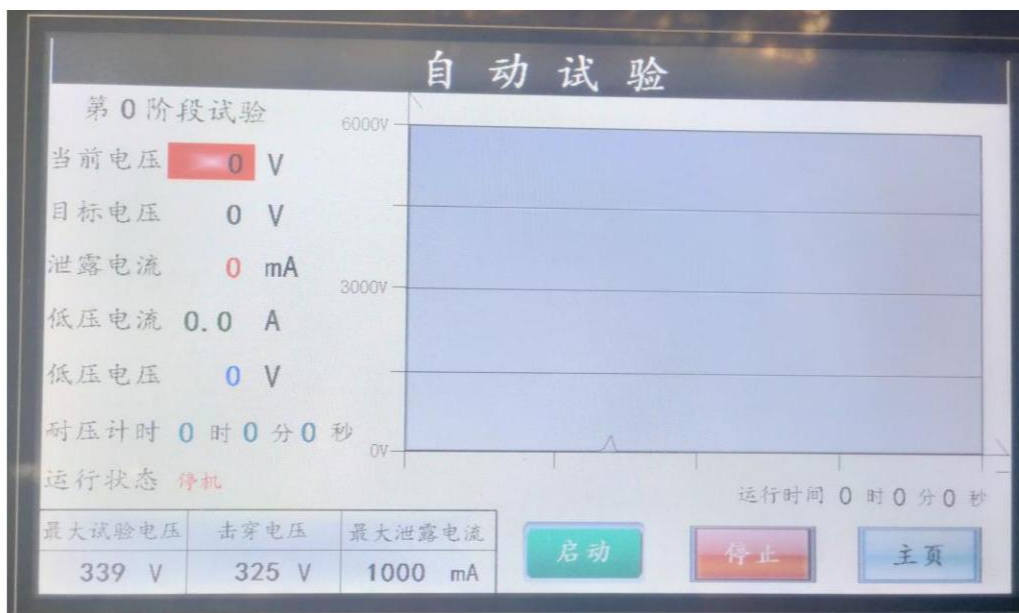 自动试验
第0阶段试验
当前电压 0 V
目标电压 0 V
泄露电流 0 mA
低压电流 0.0 A
低压电压 0 V
耐压计时 0 时 0 分 0 秒
运行状态 停机
6000V
3000V
0V
运行时间 0 时 0 分 0 秒
最大试验电压 击穿电压 最大泄露电流
339 V 325 V 1000 mA
启动 停止 主页